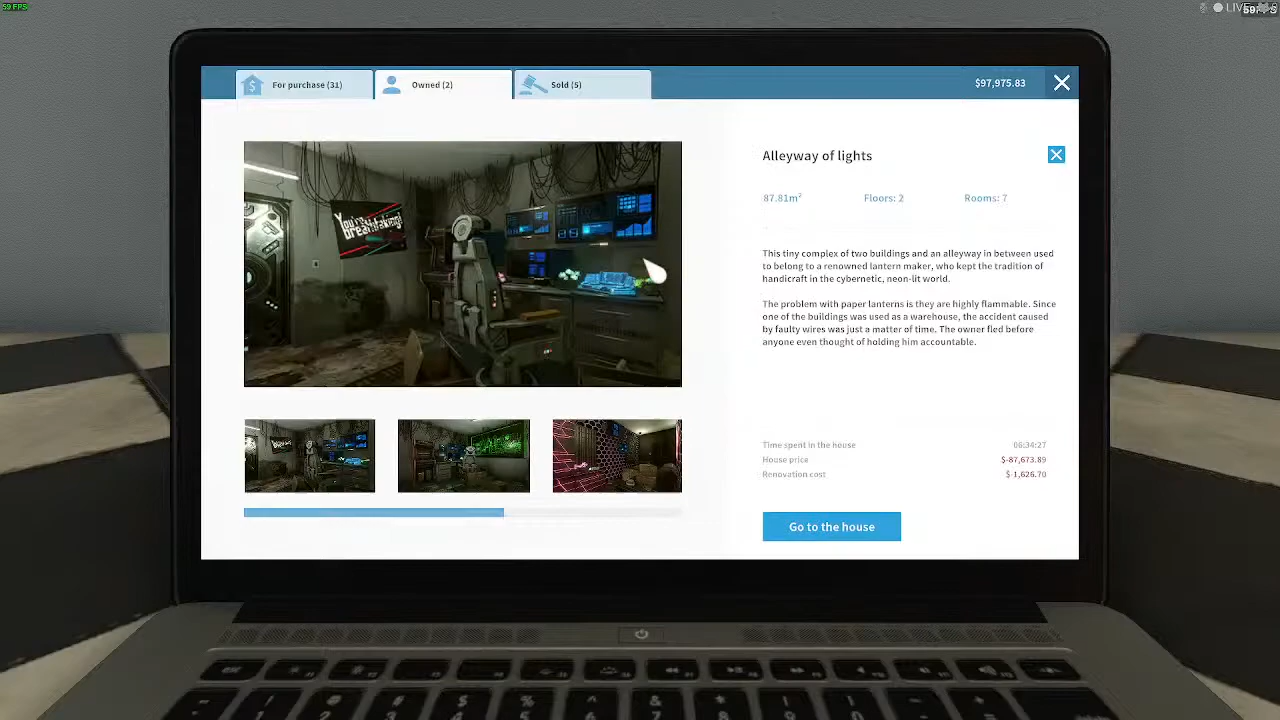 59 FPS
LIVE
59FPS
For purchase (31)
Owned (2)
Sold (5)
$97,975.83
You're
breathtaking!
Alleyway of lights
87.81m²
Floors: 2
Rooms: 7
This tiny complex of two buildings and an alleyway in between used
to belong to a renowned lantern maker, who kept the tradition of
handicraft in the cybernetic, neon-lit world.
The problem with paper lanterns is they are highly flammable. Since
one of the buildings was used as a warehouse, the accident caused
by faulty wires was just a matter of time. The owner fled before
anyone even thought of holding him accountable.
Time spent in the house
06:34:27
House price
$-87,673.89
Renovation cost
$-1,626.70
Go to the house